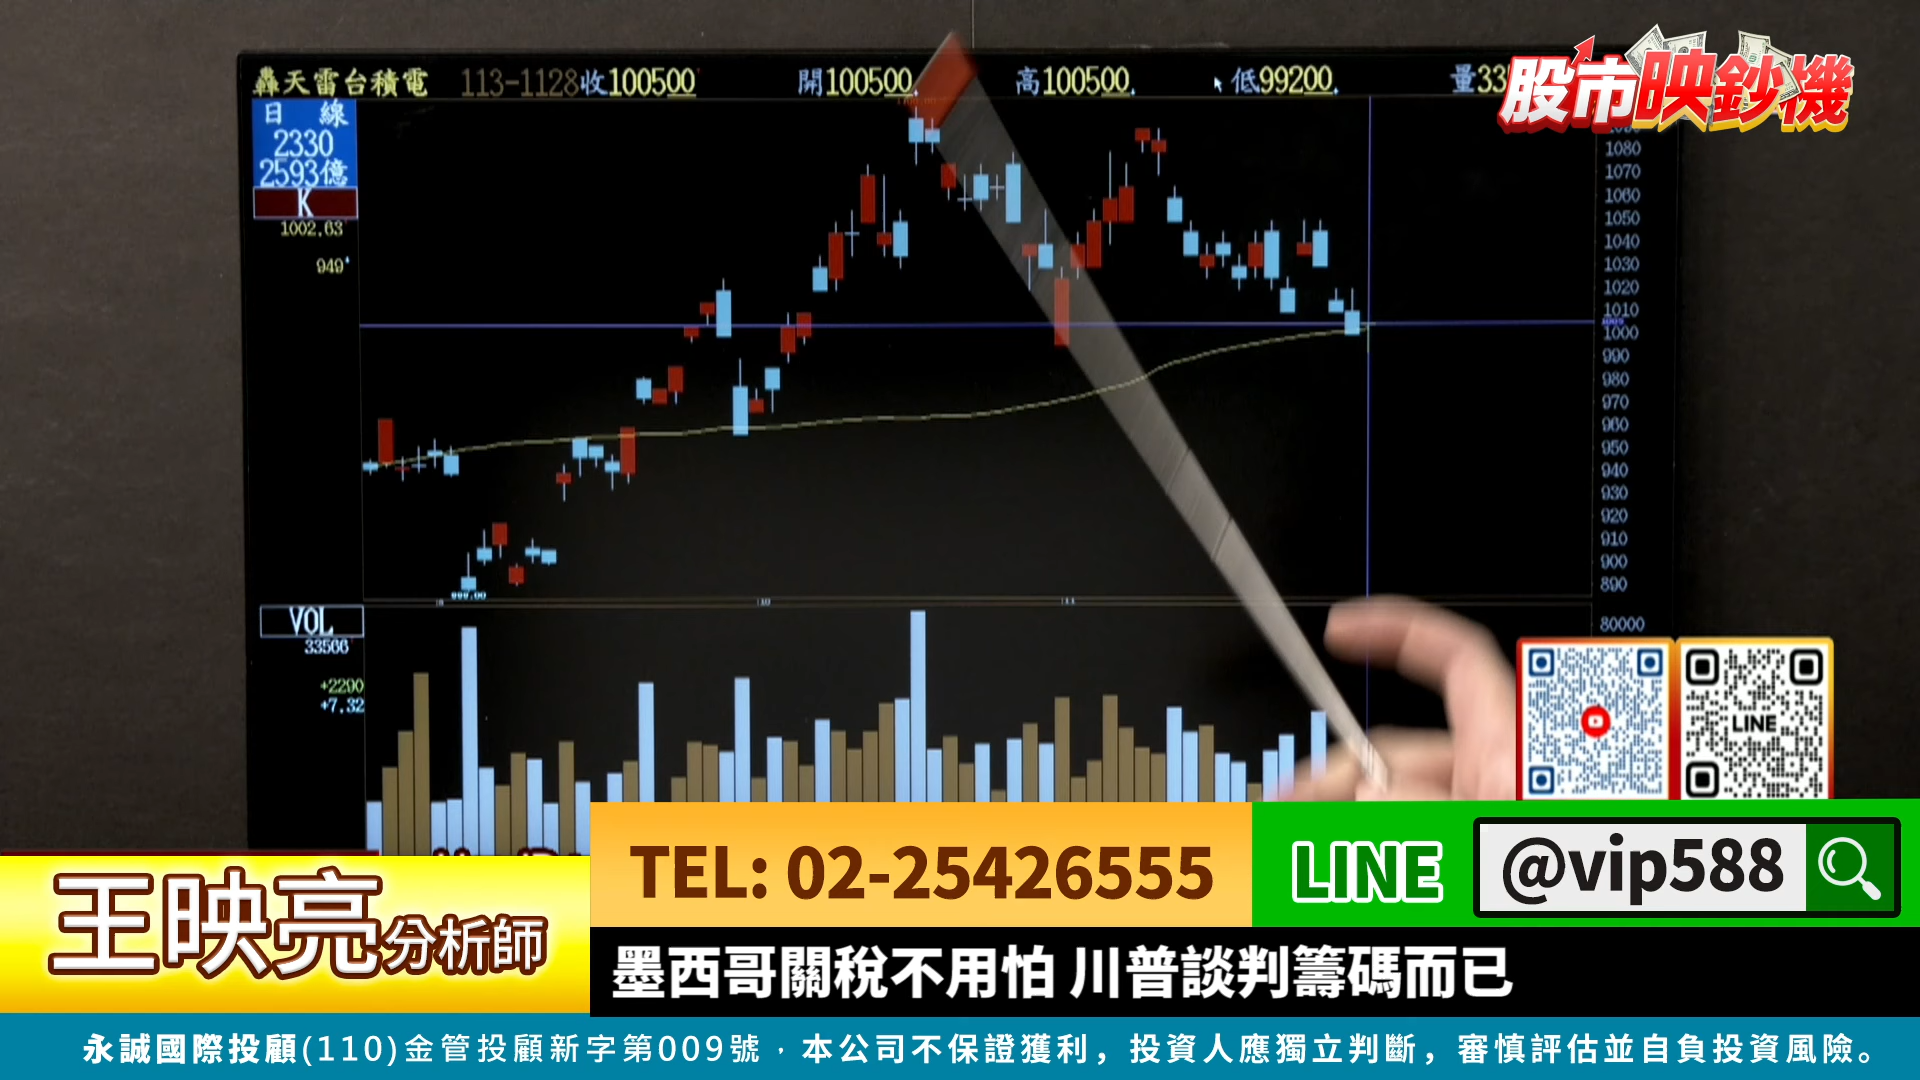 轟天雷台積電 113-1128收100500 開100500 高100500 低99200 量33
股市映鈔機
日 線
2330
2593億
K
1002.63
949
1080
1070
1060
1050
1040
1030
1020
1010
1000
990
980
970
960
950
940
930
920
910
900
890
10
11
VOL
33566
+2290
+7.32
80000
LINE
TEL: 02-25426555
LINE @vip588
王映亮分析師
墨西哥關稅不用怕 川普談判籌碼而已
永誠國際投顧(110)金管投顧新字第009號，本公司不保證獲利，投資人應獨立判斷，審慎評估並自負投資風險。